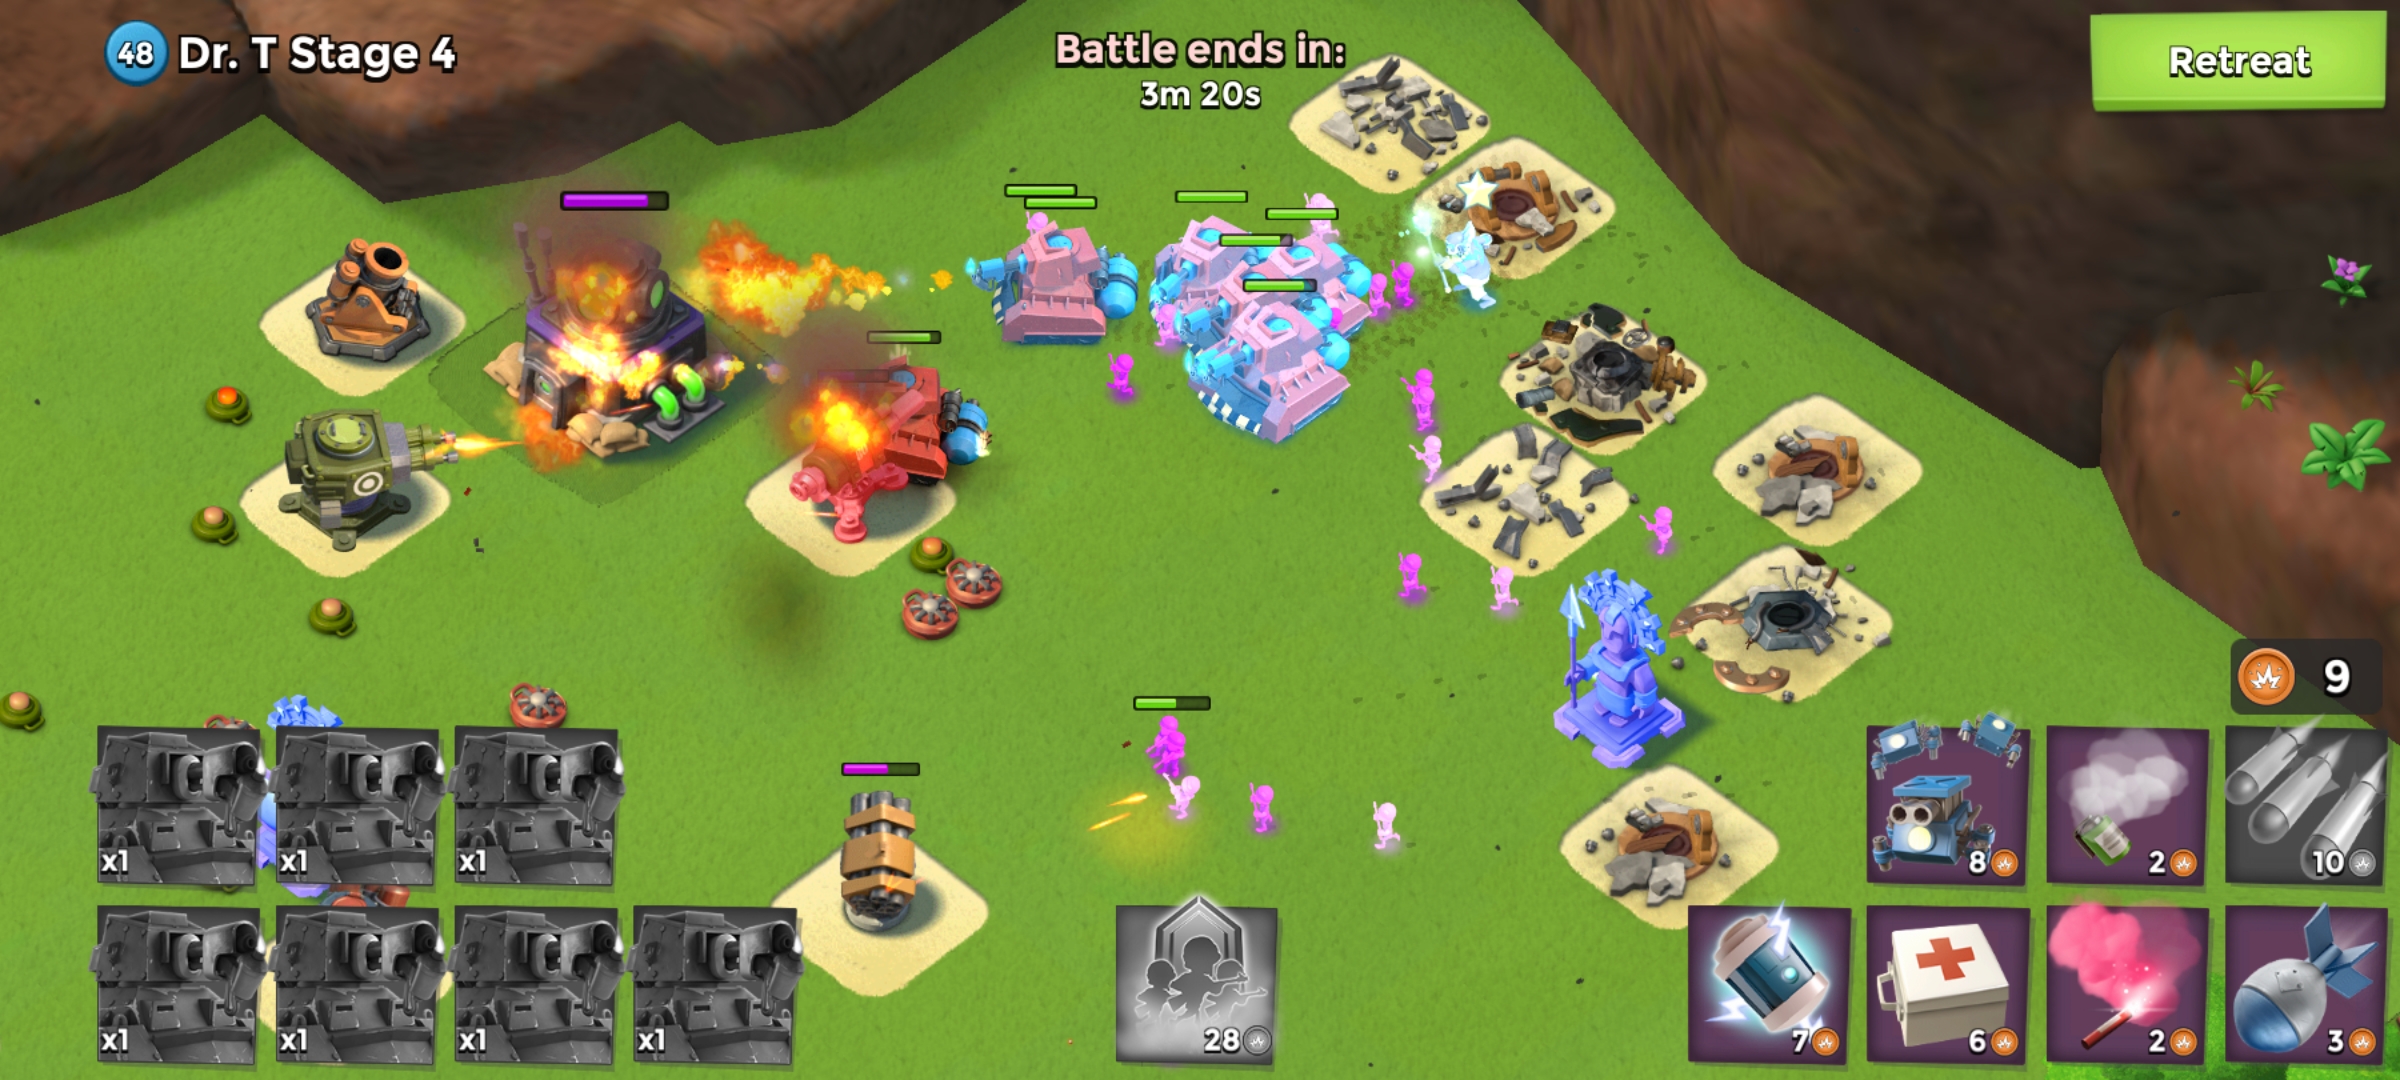 48 Dr. T Stage 4
Battle ends in:
3m 20s
Retreat
9
x1 x1 x1
8 2 10
x1 x1 x1 x1
28
7 6 2 3